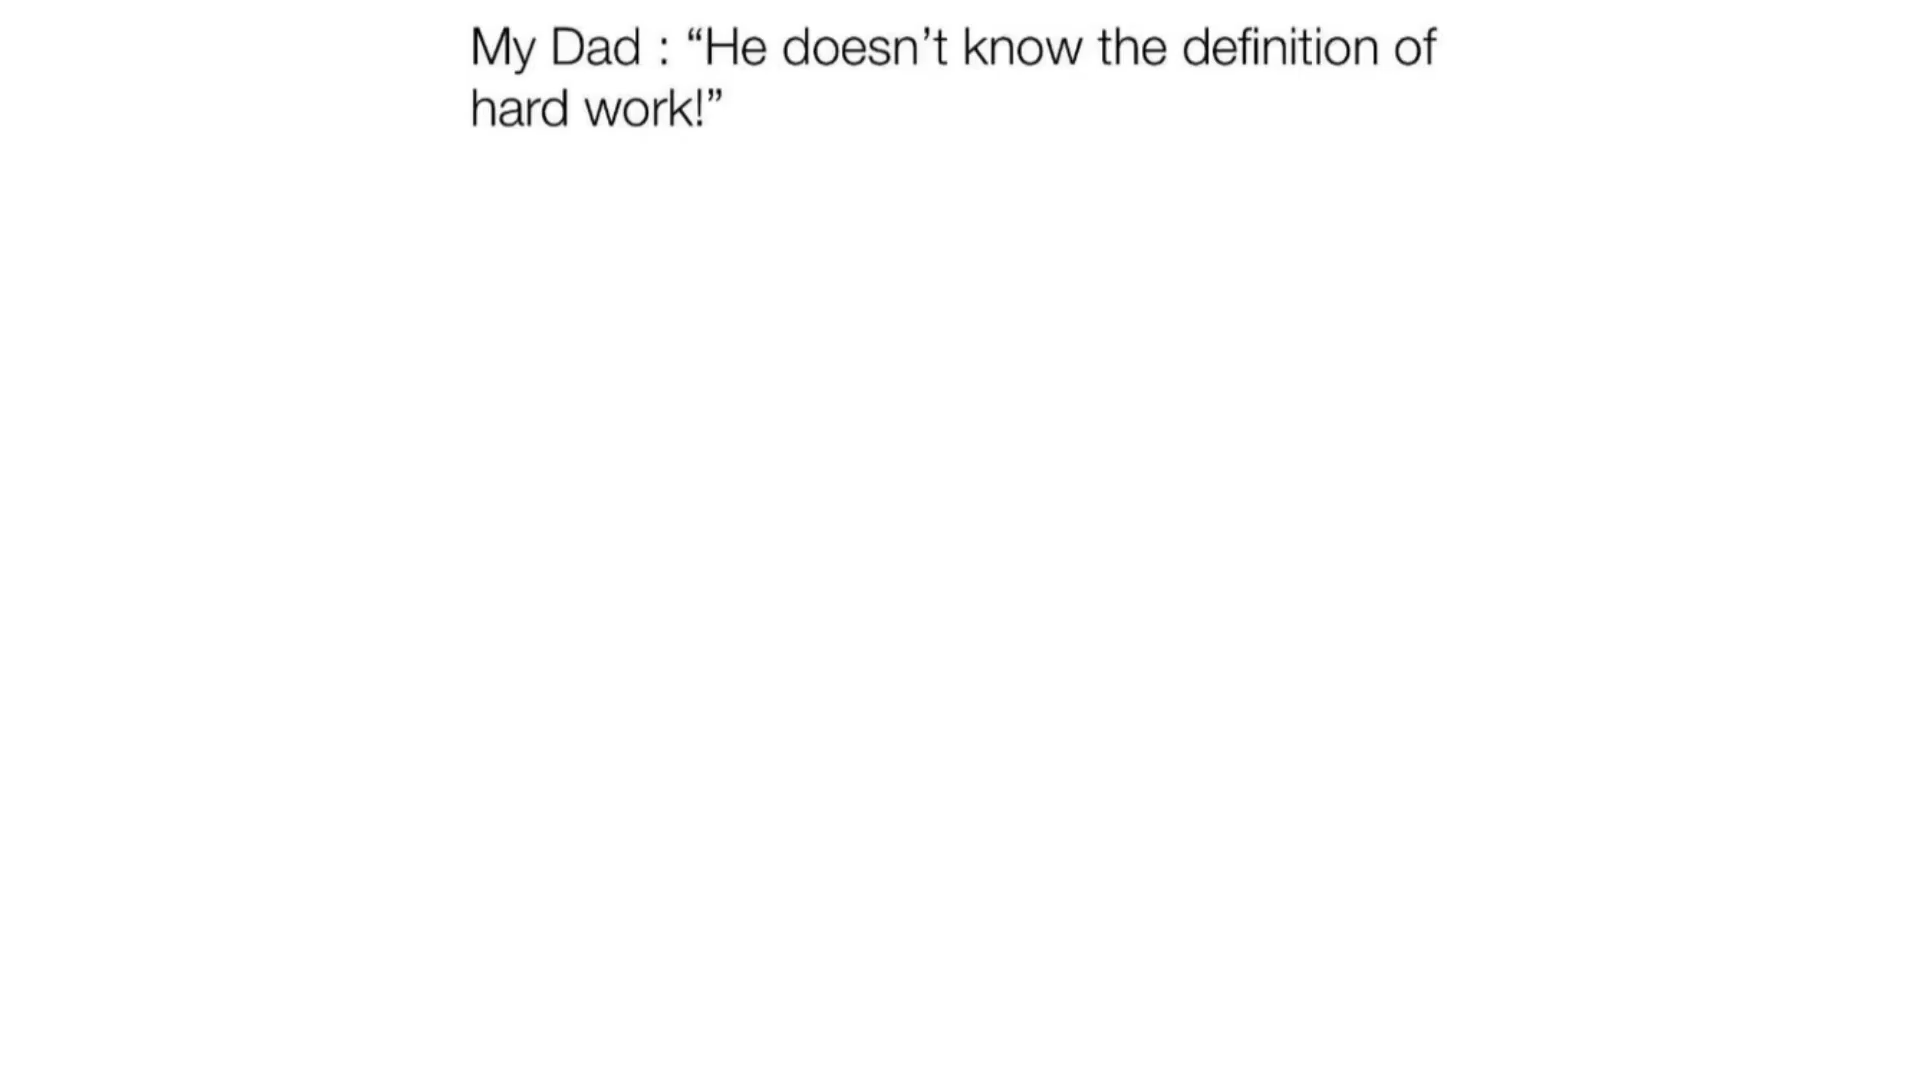 My Dad : “He doesn’t know the definition of
hard work!”